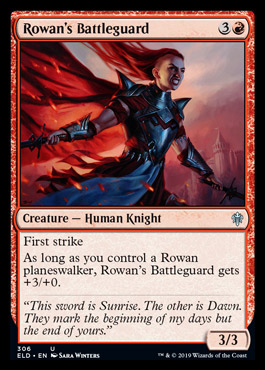 Rowan's Battleguard 3
Creature — Human Knight
First strike
As long as you control a Rowan
planeswalker, Rowan's Battleguard gets
+3/+0.
“This sword is Sunrise. The other is Dawn.
They mark the beginning of my days but
the end of yours.”
3/3
306 U
ELD • EN Sara Winters
™ & © 2019 Wizards of the Coast